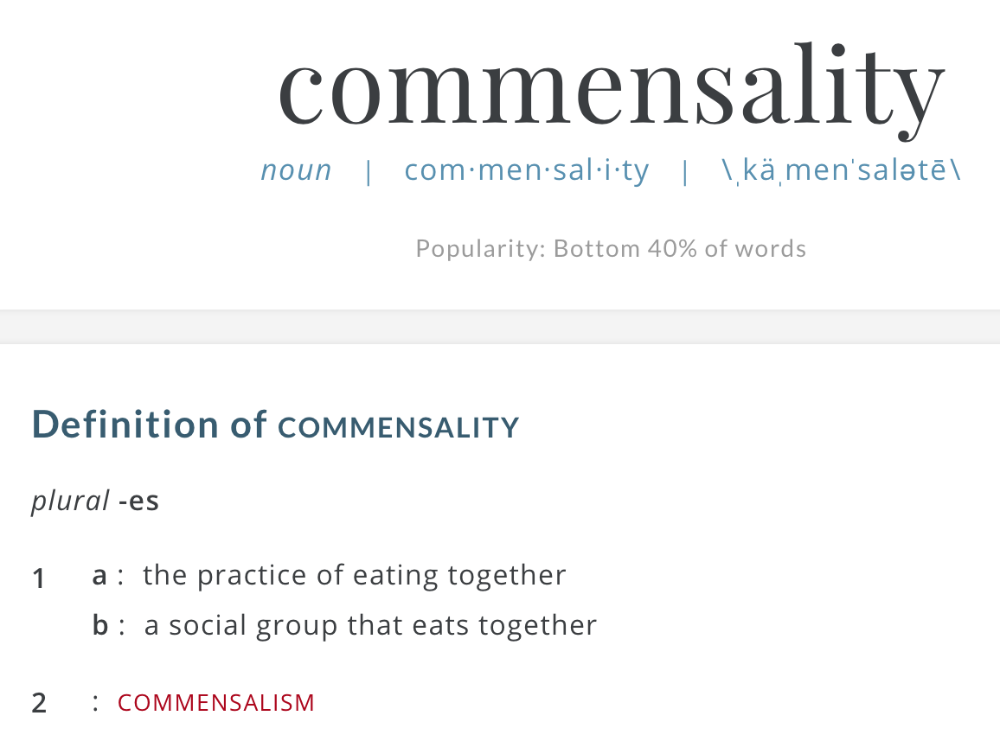 commensality
noun | com·men·sal·i·ty | \ˌkäˌmenˈsalətē\
Popularity: Bottom 40% of words
Definition of COMMENSALITY
plural -es
1 a : the practice of eating together
b : a social group that eats together
2 : COMMENSALISM